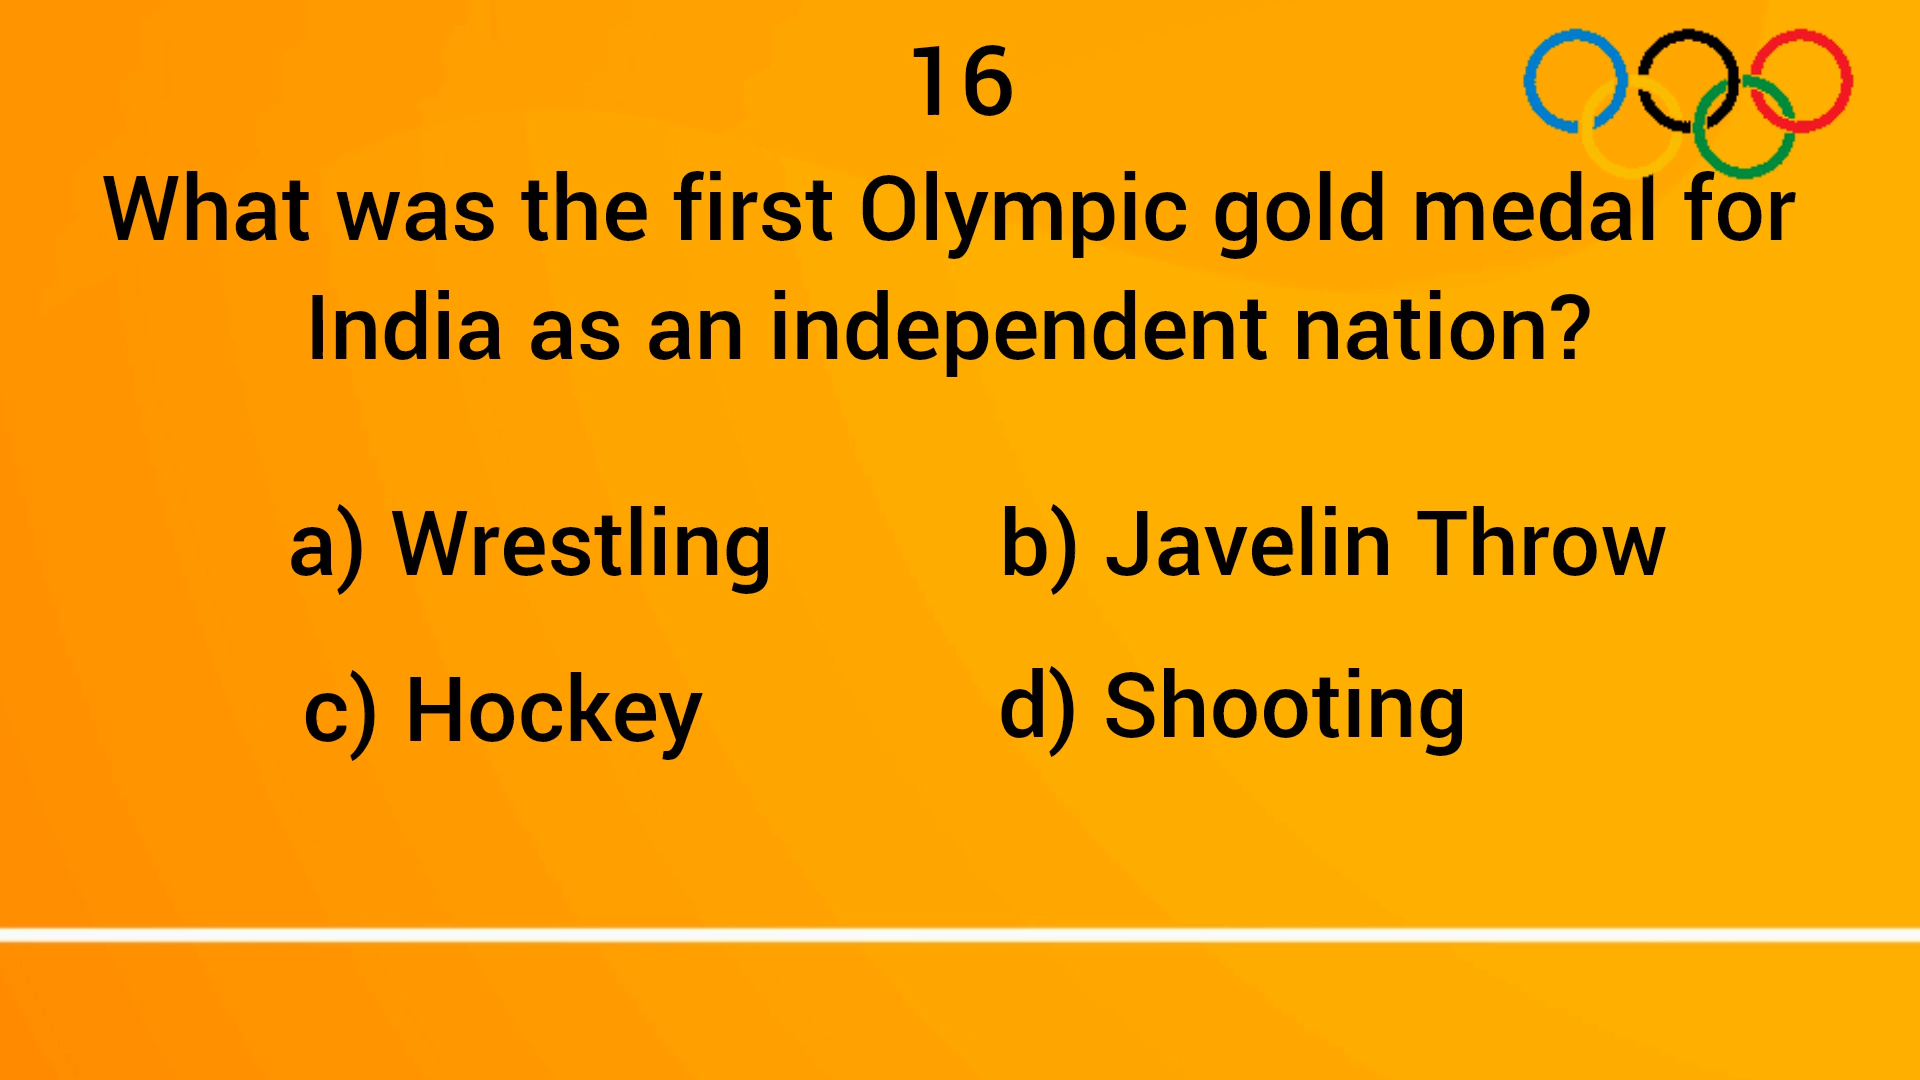 16
What was the first Olympic gold medal for
India as an independent nation?
a) Wrestling
b) Javelin Throw
c) Hockey
d) Shooting